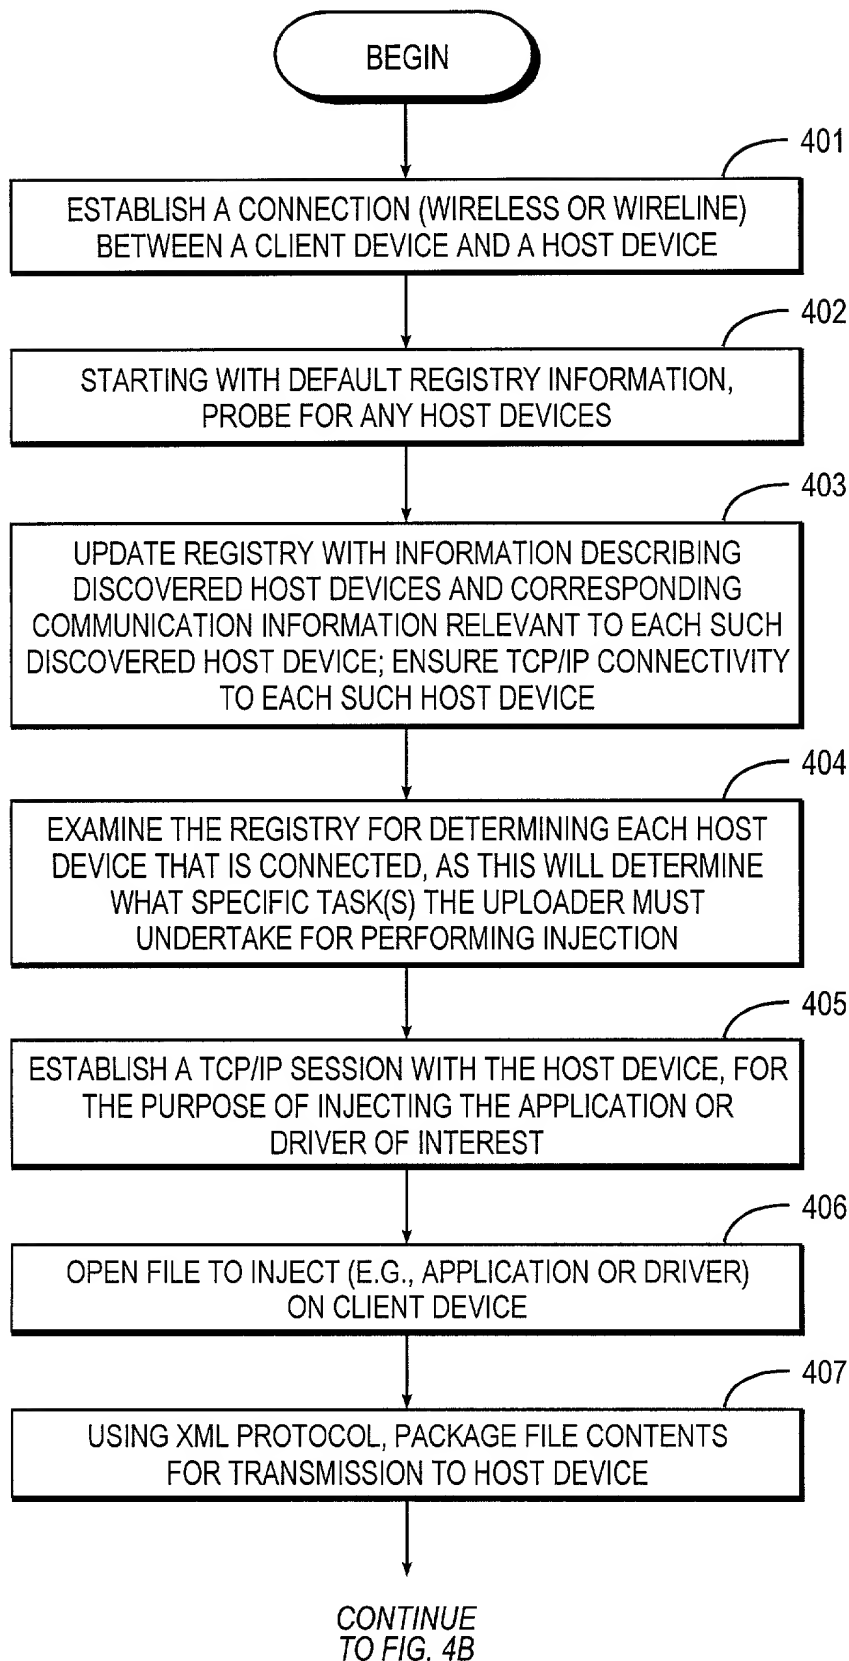 BEGIN
401
ESTABLISH A CONNECTION (WIRELESS OR WIRELINE)
BETWEEN A CLIENT DEVICE AND A HOST DEVICE
402
STARTING WITH DEFAULT REGISTRY INFORMATION,
PROBE FOR ANY HOST DEVICES
403
UPDATE REGISTRY WITH INFORMATION DESCRIBING
DISCOVERED HOST DEVICES AND CORRESPONDING
COMMUNICATION INFORMATION RELEVANT TO EACH SUCH
DISCOVERED HOST DEVICE; ENSURE TCP/IP CONNECTIVITY
TO EACH SUCH HOST DEVICE
404
EXAMINE THE REGISTRY FOR DETERMINING EACH HOST
DEVICE THAT IS CONNECTED, AS THIS WILL DETERMINE
WHAT SPECIFIC TASK(S) THE UPLOADER MUST
UNDERTAKE FOR PERFORMING INJECTION
405
ESTABLISH A TCP/IP SESSION WITH THE HOST DEVICE, FOR
THE PURPOSE OF INJECTING THE APPLICATION OR
DRIVER OF INTEREST
406
OPEN FILE TO INJECT (E.G., APPLICATION OR DRIVER)
ON CLIENT DEVICE
407
USING XML PROTOCOL, PACKAGE FILE CONTENTS
FOR TRANSMISSION TO HOST DEVICE
CONTINUE
TO FIG. 4B